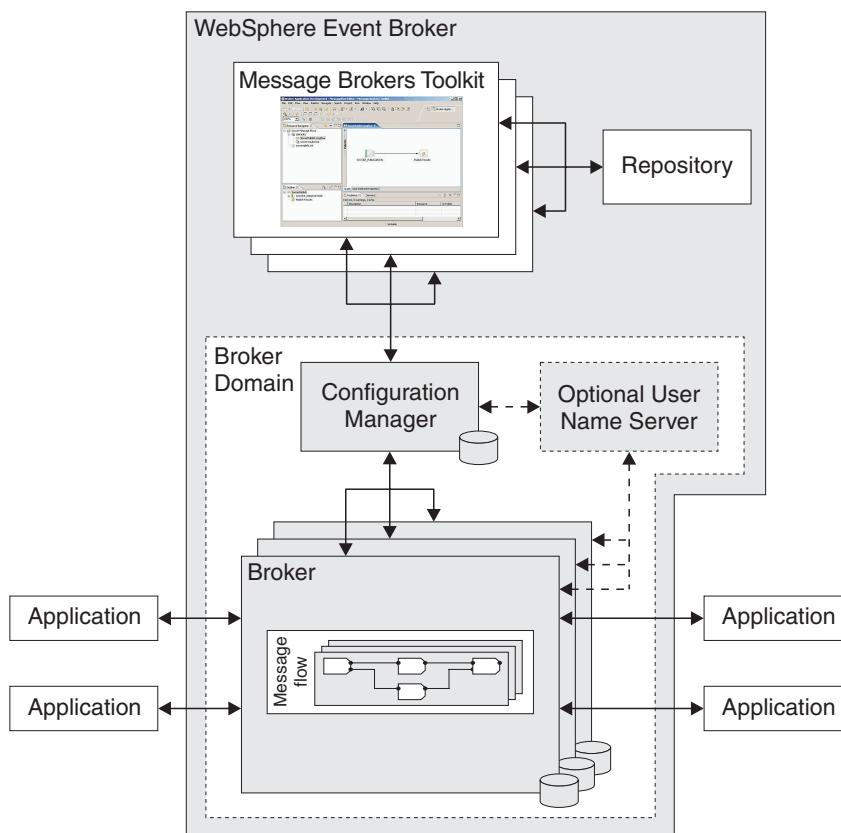 WebSphere Event Broker
Message Brokers Toolkit
Repository
Broker
Domain
Configuration
Manager
Optional User
Name Server
Broker
Application
Application
Message
flow
Application
Application